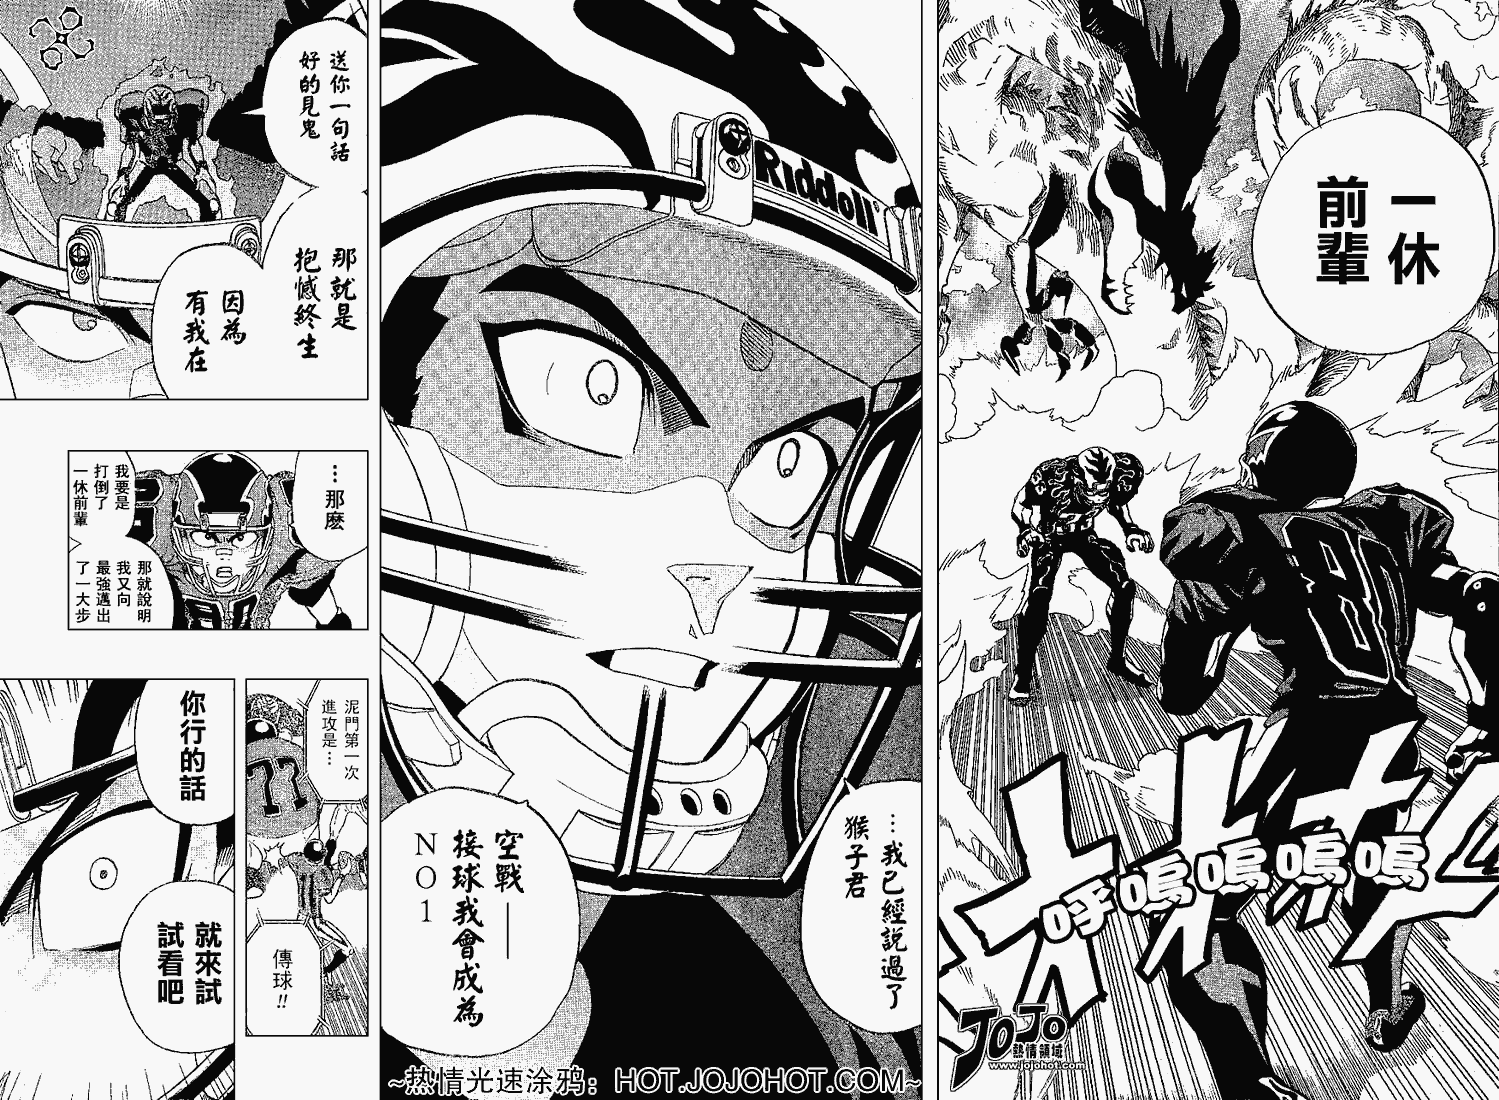 一休
前輩
呼嗚嗚嗚嗚
JOJO
熱情領域
www.jojohot.com
Riddoll
…我已經說過了
猴子君
空戰——
接球我會成為
NO1
送你一句話
好的見鬼
那就是
抱憾終生
因為
有我在
…那麼
我要是
打倒了
一休前輩
那就說明
我又向
最強邁出
了一大步
泥門第一次
進攻是…
77
傳球!!
你行的話
就來試
試看吧
~热情光速涂鸦：HOT.JOJOHOT.COM~